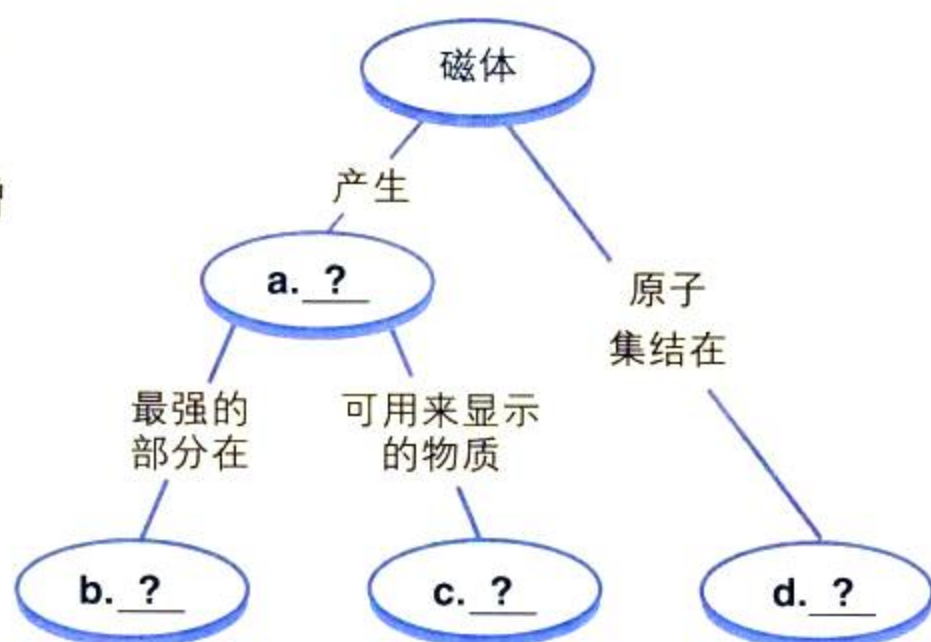 磁体
产生
a. ?
原子
集结在
最强的
部分在
可用来显示
的物质
b. ?
c. ?
d. ?